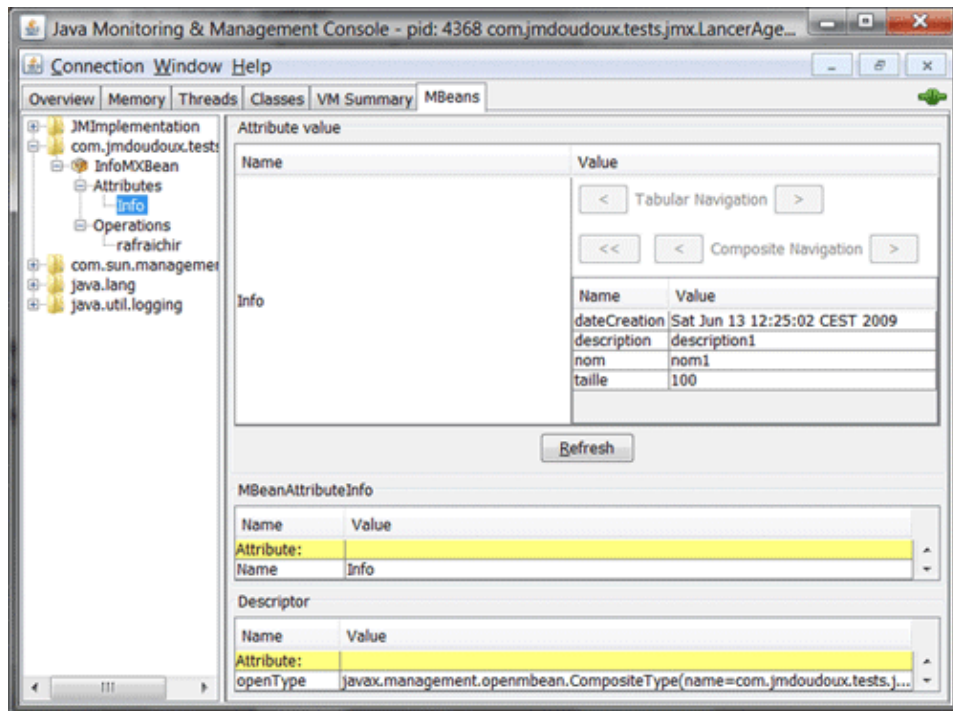 Java Monitoring & Management Console - pid: 4368 com.jmdoudoux.tests.jmx.LancerAge...
Connection Window Help
Overview Memory Threads Classes VM Summary MBeans
JMImplementation
com.jmdoudoux.tests
InfoMXBean
Attributes
Info
Operations
rafraichir
com.sun.managemen
java.lang
java.util.logging
Attribute value
Name Value
< Tabular Navigation >
<< < Composite Navigation >
Info
Name Value
dateCreation Sat Jun 13 12:25:02 CEST 2009
description description1
nom nom1
taille 100
Refresh
MBeanAttributeInfo
Name Value
Attribute:
Name Info
Descriptor
Name Value
Attribute:
openType javax.management.openmbean.CompositeType(name=com.jmdoudoux.tests.j...